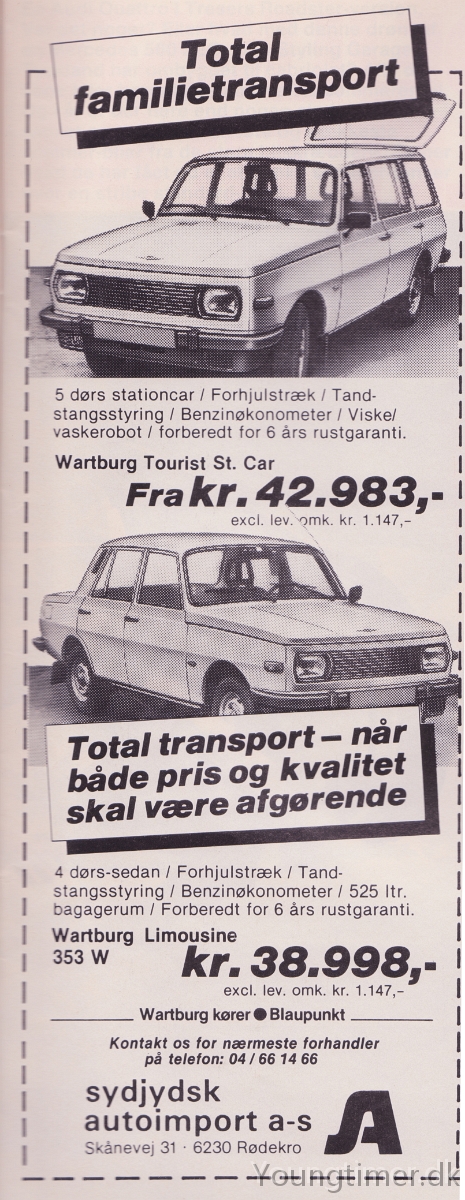 Total
familietransport
5 dørs stationcar / Forhjulstræk / Tand-
stangsstyring / Benzinøkonometer / Viske/
vaskerobot / forberedt for 6 års rustgaranti.
Wartburg Tourist St. Car
Fra kr. 42.983,-
excl. lev. omk. kr. 1.147,-
Total transport – når
både pris og kvalitet
skal være afgørende
4 dørs-sedan / Forhjulstræk / Tand-
stangsstyring / Benzinøkonometer / 525 ltr.
bagagerum / Forberedt for 6 års rustgaranti.
Wartburg Limousine
353 W
kr. 38.998,-
excl. lev. omk. kr. 1.147,-
Wartburg kører ● Blaupunkt
Kontakt os for nærmeste forhandler
på telefon: 04 / 66 14 66
sydjydsk
autoimport a-s
Skånevej 31 · 6230 Rødekro
Youngtimer.dk